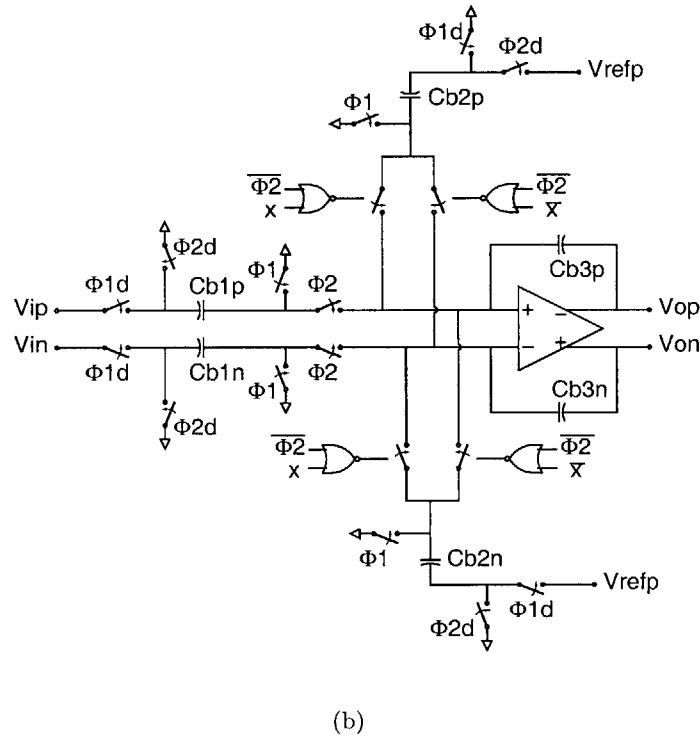 Φ1d
Φ2d
Vrefp
Cb2p
Φ1
Φ2
x
Φ2
x
Φ2d
Φ1d
Cb1p
Φ1
Φ2
Cb3p
Vip
Vop
Vin
Von
Φ1d
Cb1n
Φ1
Φ2
Cb3n
Φ2d
Φ2
x
Φ2
x
Φ1
Cb2n
Vrefp
Φ1d
Φ2d
(b)